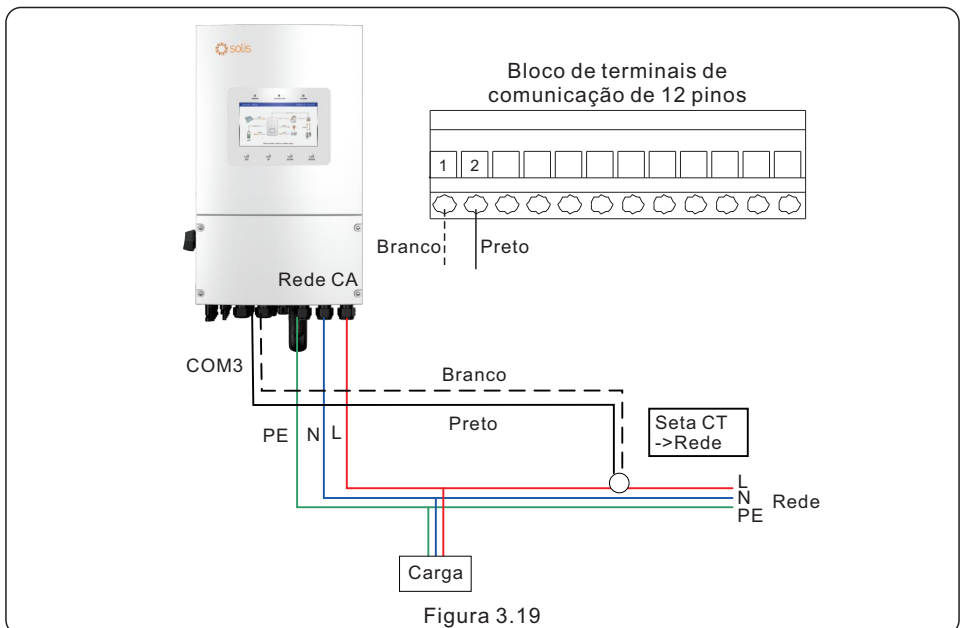 solis
Bloco de terminais de
comunicação de 12 pinos
1 2
Branco Preto
Rede CA
COM3
Branco
Preto
PE N L
Seta CT
->Rede
L
N
PE
Rede
Carga
Figura 3.19